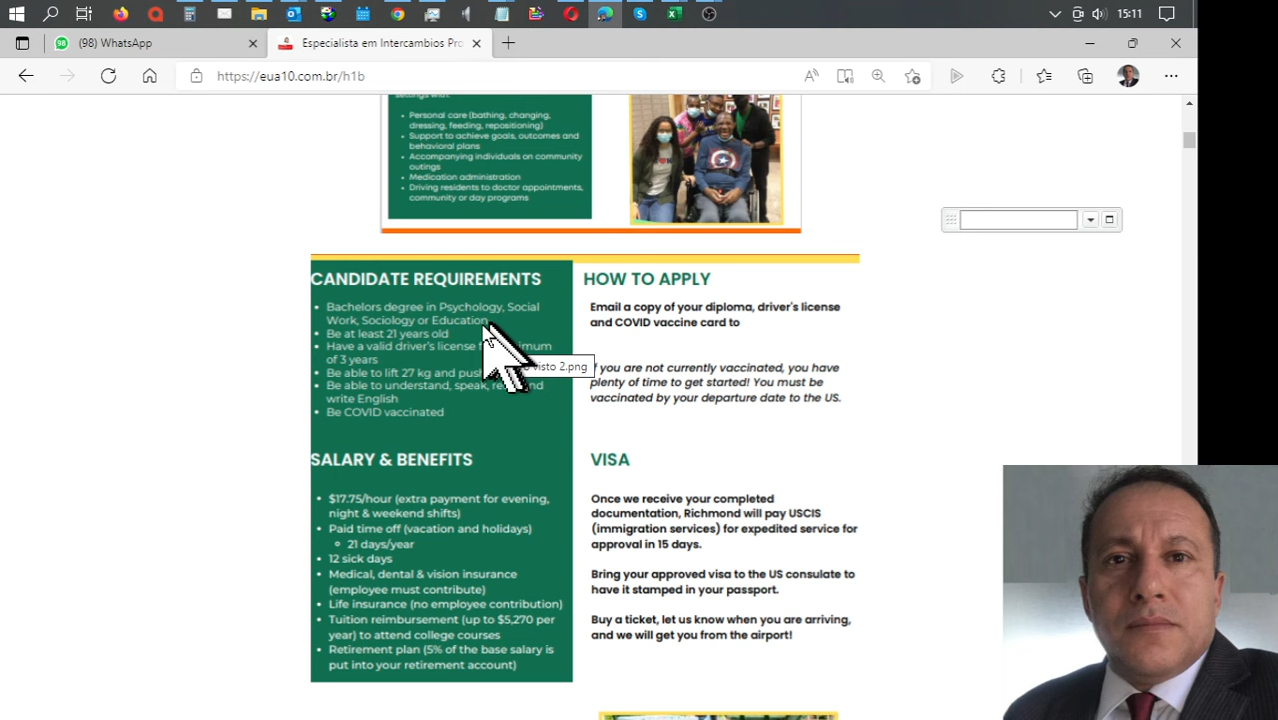 15:11
(98) WhatsApp
Especialista em Intercambios Pro
https://eua10.com.br/h1b
settings with:
Personal care (bathing, changing,
dressing, feeding, repositioning)
Support to achieve goals, outcomes and
behavioral plans
Accompanying individuals on community
outings
Medication administration
Driving residents to doctor appointments,
community or day programs
CANDIDATE REQUIREMENTS
Bachelors degree in Psychology, Social
Work, Sociology or Education
Be at least 21 years old
Have a valid driver's license
of 3 years
Be able to lift 27 kg and
Be able to understand, speak, and
write English
Be COVID vaccinated
visto 2.png
HOW TO APPLY
Email a copy of your diploma, driver's license
and COVID vaccine card to
If you are not currently vaccinated, you have
plenty of time to get started! You must be
vaccinated by your departure date to the US.
SALARY & BENEFITS
$17.75/hour (extra payment for evening,
night & weekend shifts)
Paid time off (vacation and holidays)
21 days/year
12 sick days
Medical, dental & vision insurance
(employee must contribute)
Life insurance (no employee contribution)
Tuition reimbursement (up to $5,270 per
year) to attend college courses
Retirement plan (5% of the base salary is
put into your retirement account)
VISA
Once we receive your completed
documentation, Richmond will pay USCIS
(immigration services) for expedited service for
approval in 15 days.
Bring your approved visa to the US consulate to
have it stamped in your passport.
Buy a ticket, let us know when you are arriving,
and we will get you from the airport!